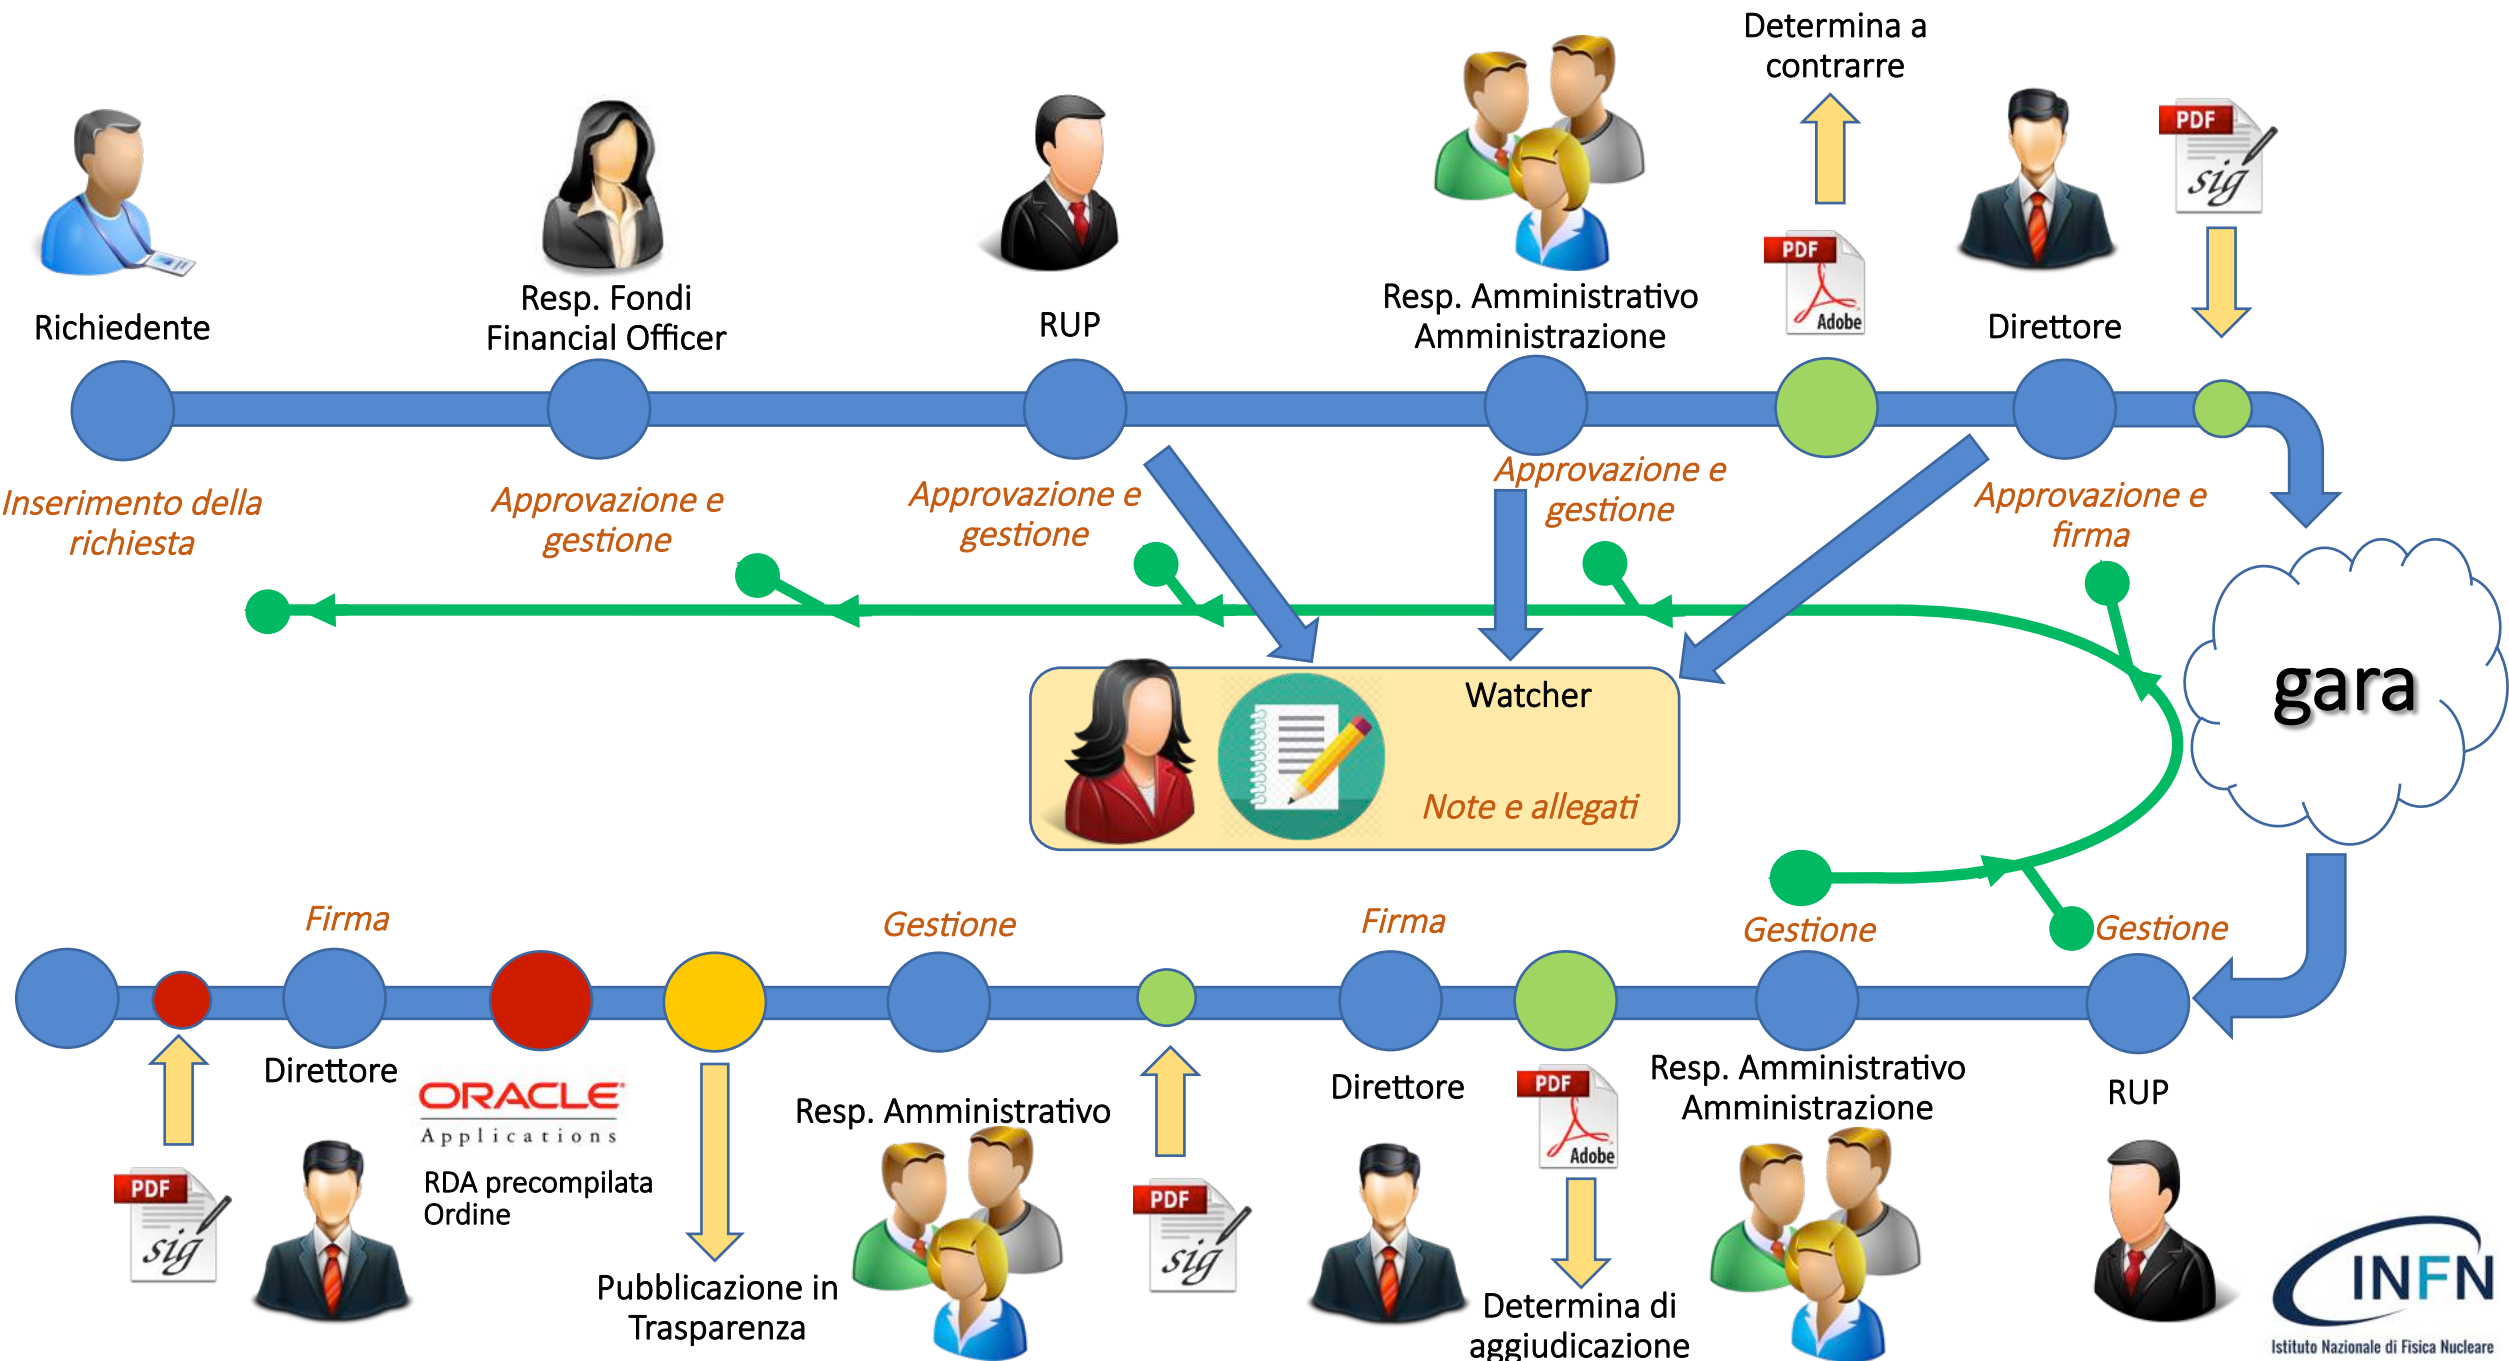 Determina a
contrarre
PDF
sig
PDF
Adobe
Richiedente
Resp. Fondi
Financial Officer
RUP
Resp. Amministrativo
Amministrazione
Direttore
Inserimento della
richiesta
Approvazione e
gestione
Approvazione e
gestione
Approvazione e
gestione
Approvazione e
firma
gara
Watcher
Note e allegati
Firma
Gestione
Firma
Gestione
Gestione
Direttore
ORACLE
Applications
RDA precompilata
Ordine
PDF
sig
Pubblicazione in
Trasparenza
Resp. Amministrativo
PDF
sig
Direttore
PDF
Adobe
Determina di
aggiudicazione
Resp. Amministrativo
Amministrazione
RUP
INFN
Istituto Nazionale di Fisica Nucleare